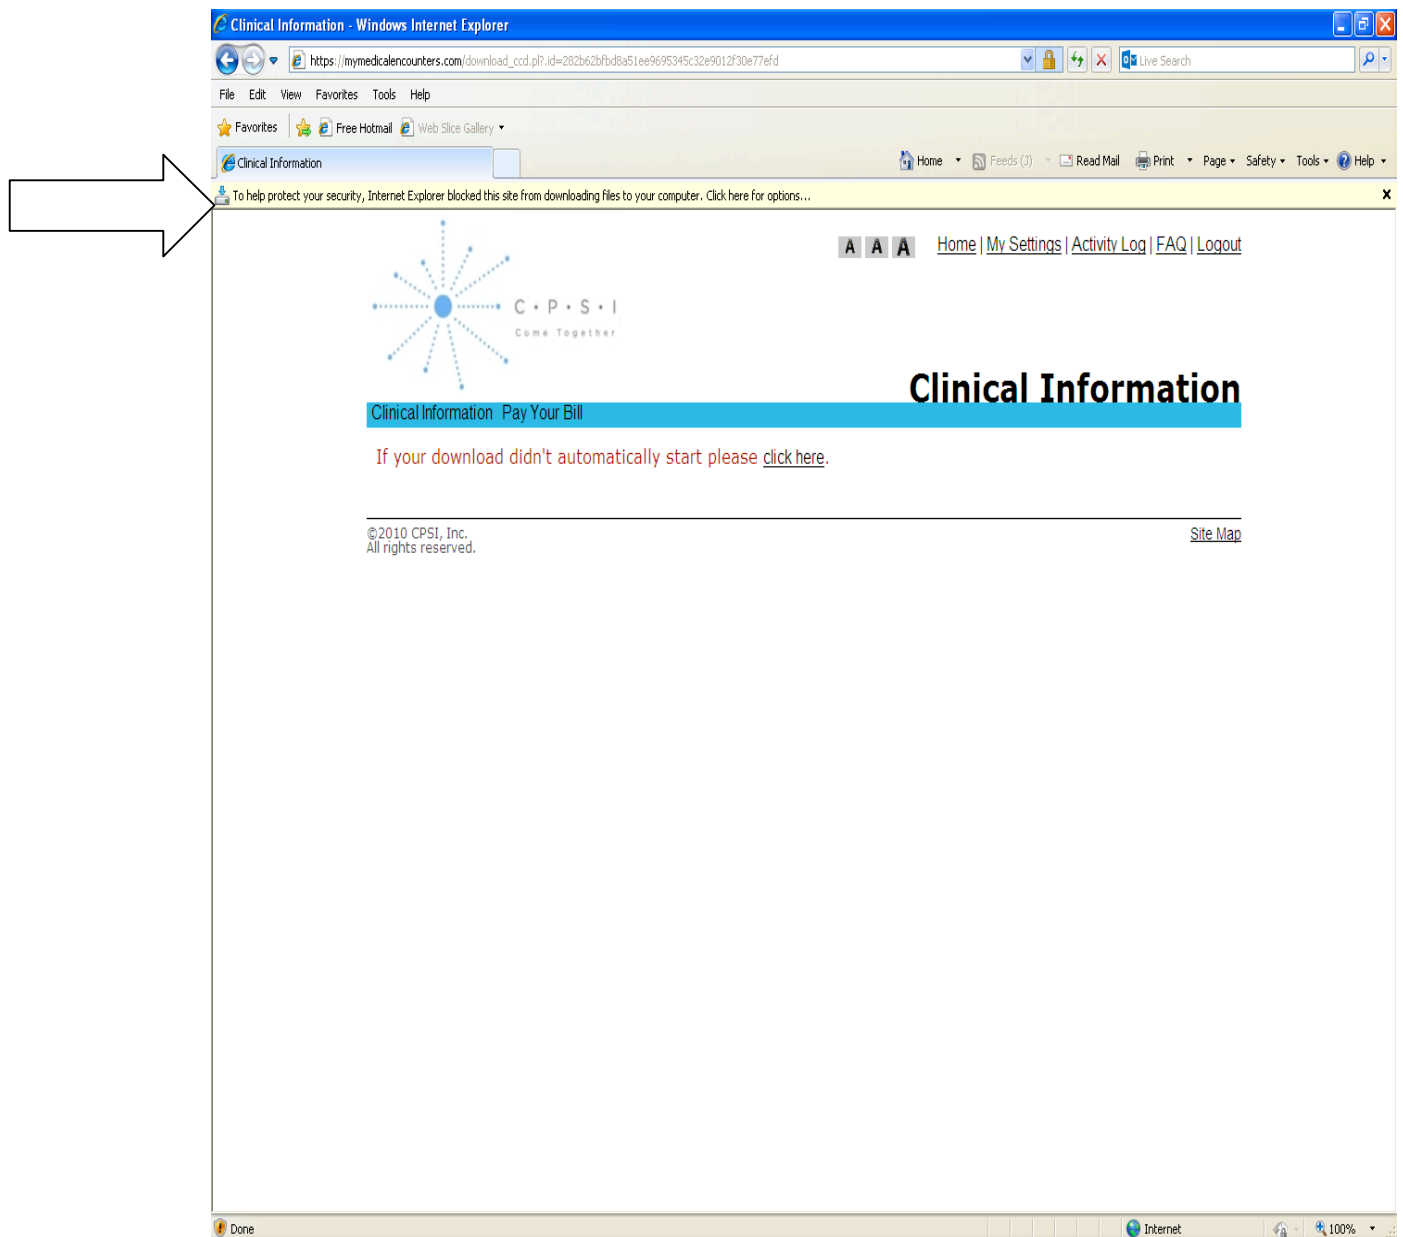 Clinical Information - Windows Internet Explorer
https://mymedicalencounters.com/download_ccd.pl?.id=282b62bfbd8a51ee9695345c32e9012f30e77efd
Live Search
File Edit View Favorites Tools Help
Favorites Free Hotmail Web Slice Gallery
Clinical Information
Home Feeds (J) Read Mail Print Page Safety Tools Help
To help protect your security, Internet Explorer blocked this site from downloading files to your computer. Click here for options...
A A A Home | My Settings | Activity Log | FAQ | Logout
C • P • S • I
Come Together
Clinical Information
Clinical Information Pay Your Bill
If your download didn't automatically start please click here.
©2010 CPSI, Inc.
All rights reserved.
Site Map
Done
Internet
100%